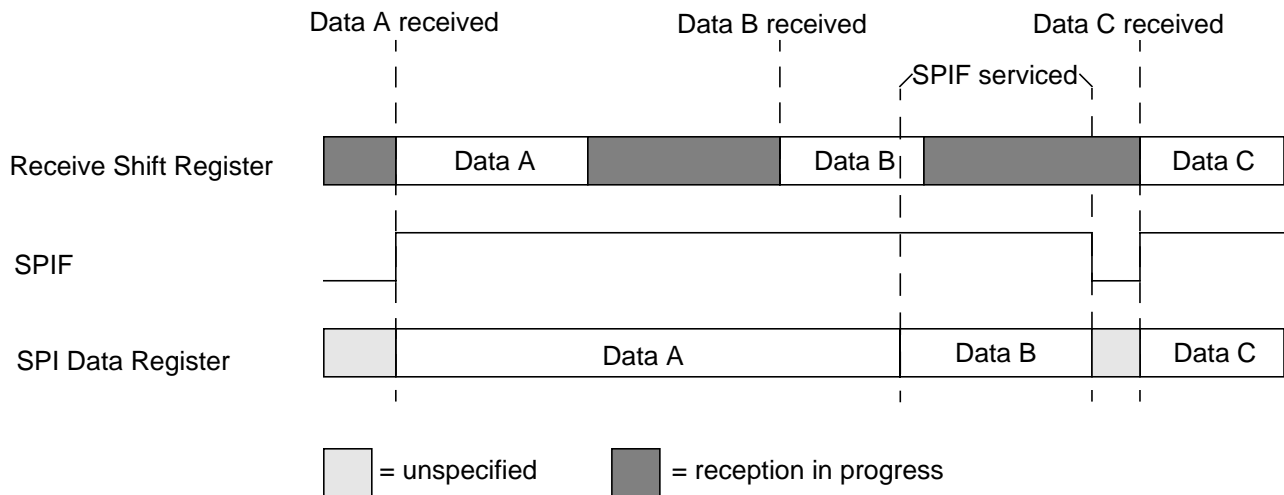 Data A received
Data B received
Data C received
SPIF serviced
Receive Shift Register
Data A
Data B
Data C
SPIF
SPI Data Register
Data A
Data B
Data C
= unspecified
= reception in progress